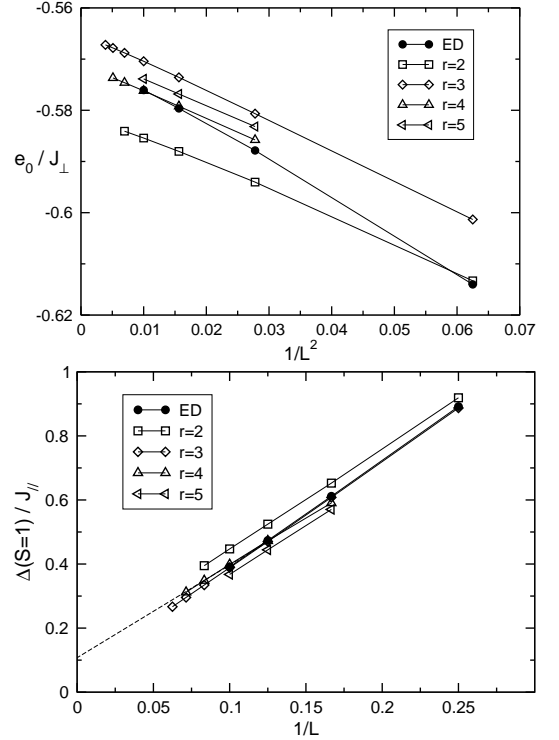 -0.56
-0.58
-0.6
-0.62
e0 / J⊥
ED
r=2
r=3
r=4
r=5
0 0.01 0.02 0.03 0.04 0.05 0.06 0.07
1/L²
1
0.8
0.6
0.4
0.2
0
Δ(S=1) / J//
ED
r=2
r=3
r=4
r=5
0 0.05 0.1 0.15 0.2 0.25
1/L